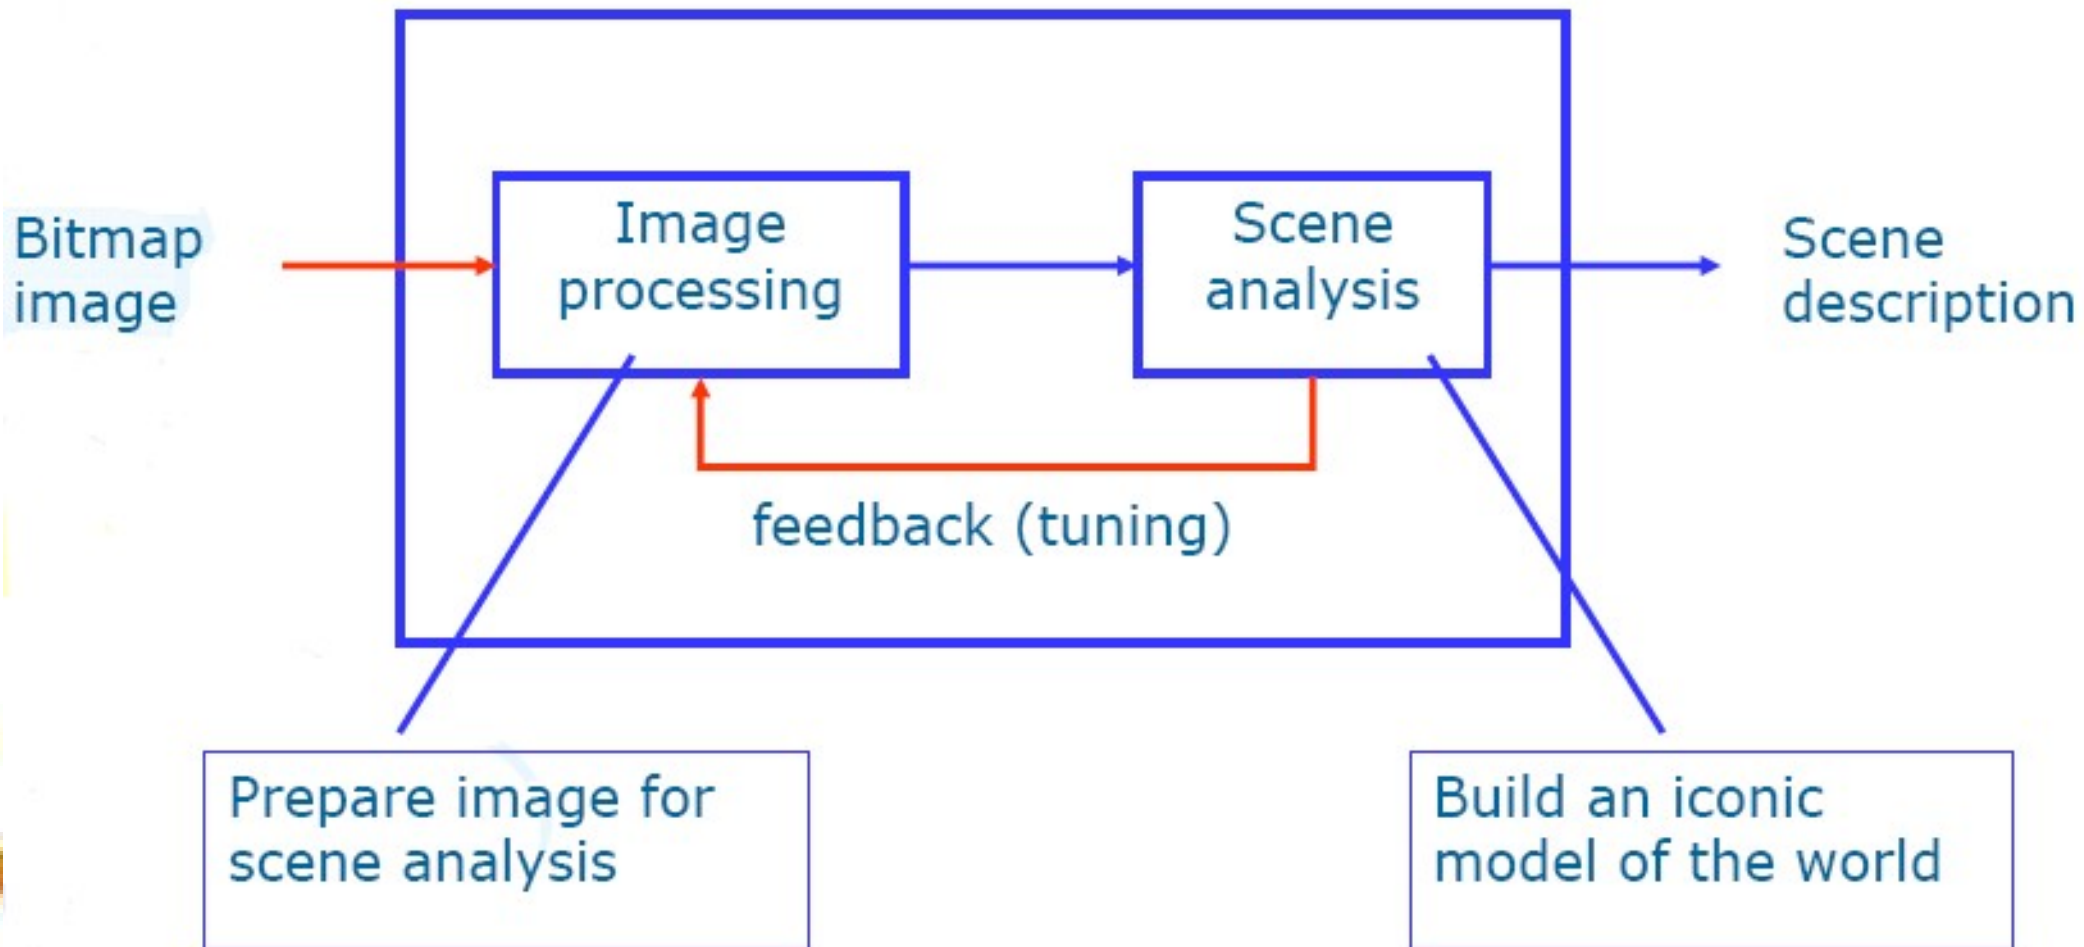 Bitmap
image
Image
processing
Scene
analysis
Scene
description
feedback (tuning)
Prepare image for
scene analysis
Build an iconic
model of the world